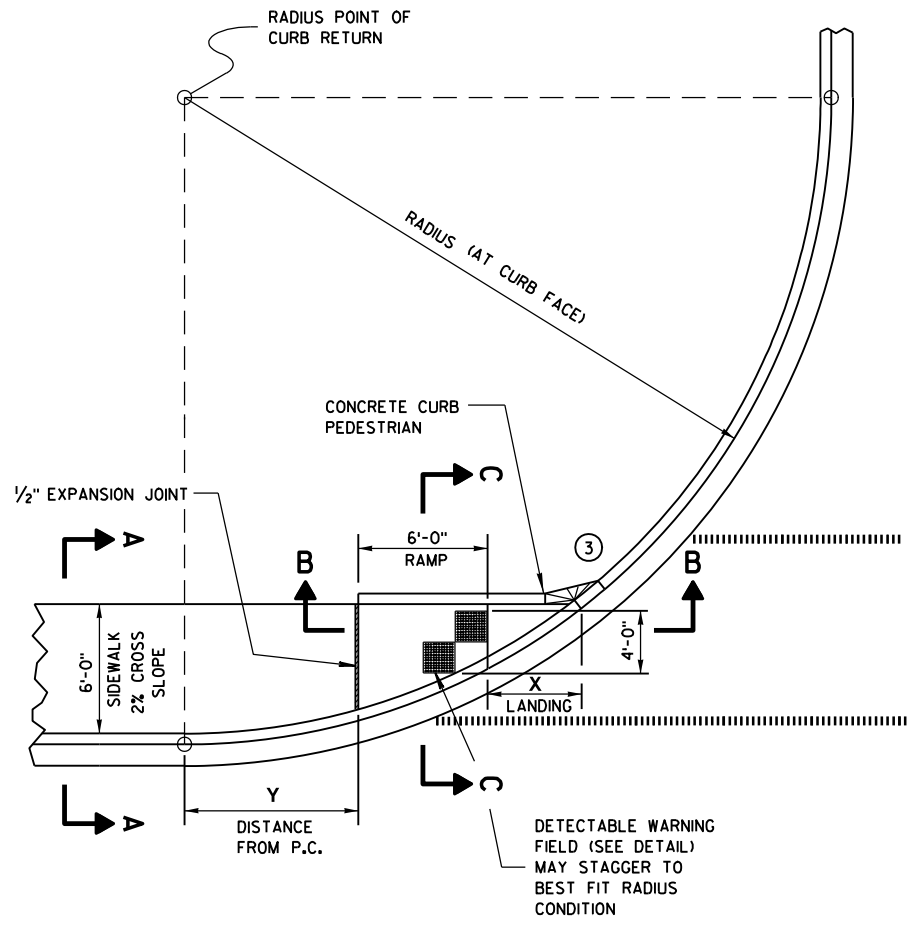 RADIUS POINT OF
CURB RETURN
RADIUS (AT CURB FACE)
CONCRETE CURB
PEDESTRIAN
1/2" EXPANSION JOINT
C
A
6'-0"
RAMP
3
B
B
6'-0"
SIDEWALK
2% CROSS
SLOPE
4'-0"
X
LANDING
A
Y
DISTANCE
FROM P.C.
C
DETECTABLE WARNING
FIELD (SEE DETAIL)
MAY STAGGER TO
BEST FIT RADIUS
CONDITION